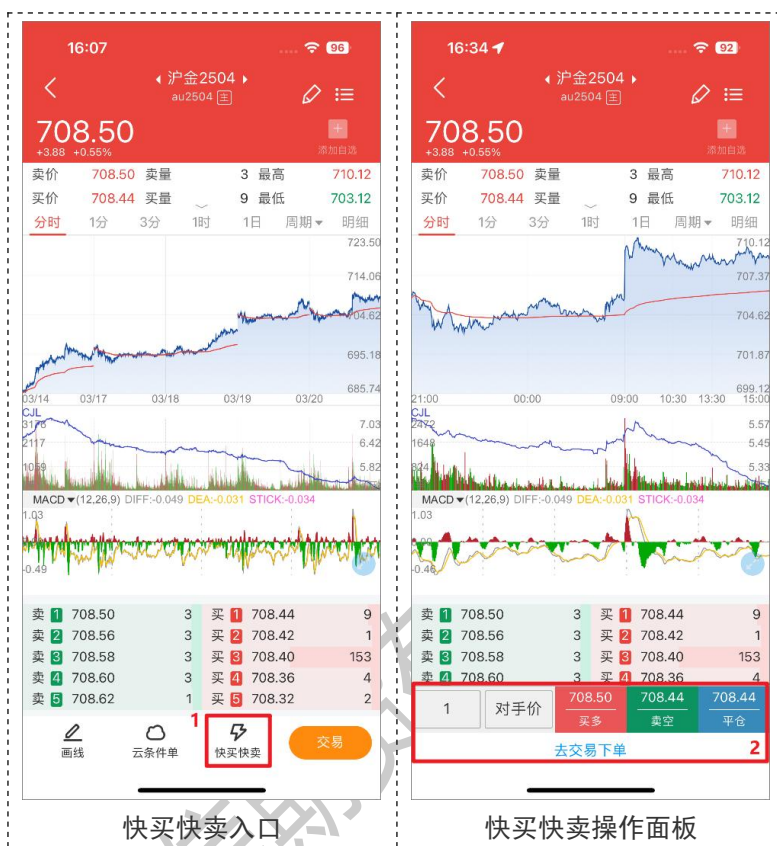 16:07 96
沪金2504
au2504 主
708.50
+3.88 +0.55%
添加自选
卖价 708.50 卖量 3 最高 710.12
买价 708.44 买量 9 最低 703.12
分时 1分 3分 1时 1日 周期 明细
723.50
714.06
704.62
695.18
685.74
03/14 03/17 03/18 03/19 03/20
CJL
3176 7.03
2117 6.42
1059 5.82
MACD (12,26,9) DIFF:-0.049 DEA:-0.031 STICK:-0.034
1.03
-0.49
卖 1 708.50 3 买 1 708.44 9
卖 2 708.56 3 买 2 708.42 1
卖 3 708.58 3 买 3 708.40 153
卖 4 708.60 3 买 4 708.36 4
卖 5 708.62 1 买 5 708.32 2
1
画线 云条件单 快买快卖 交易
快买快卖入口
16:34 92
沪金2504
au2504 主
708.50
+3.88 +0.55%
添加自选
卖价 708.50 卖量 3 最高 710.12
买价 708.44 买量 9 最低 703.12
分时 1分 3分 1时 1日 周期 明细
710.12
707.37
704.62
701.87
699.12
21:00 00:00 09:00 10:30 13:30 15:00
CJL
2472 5.57
1648 5.45
824 5.33
MACD (12,26,9) DIFF:-0.049 DEA:-0.031 STICK:-0.034
1.03
-0.46
卖 1 708.50 3 买 1 708.44 9
卖 2 708.56 3 买 2 708.42 1
卖 3 708.58 3 买 3 708.40 153
卖 4 708.60 3 买 4 708.36 4
1 对手价 708.50 708.44 708.44
买多 卖空 平仓
去交易下单 2
快买快卖操作面板